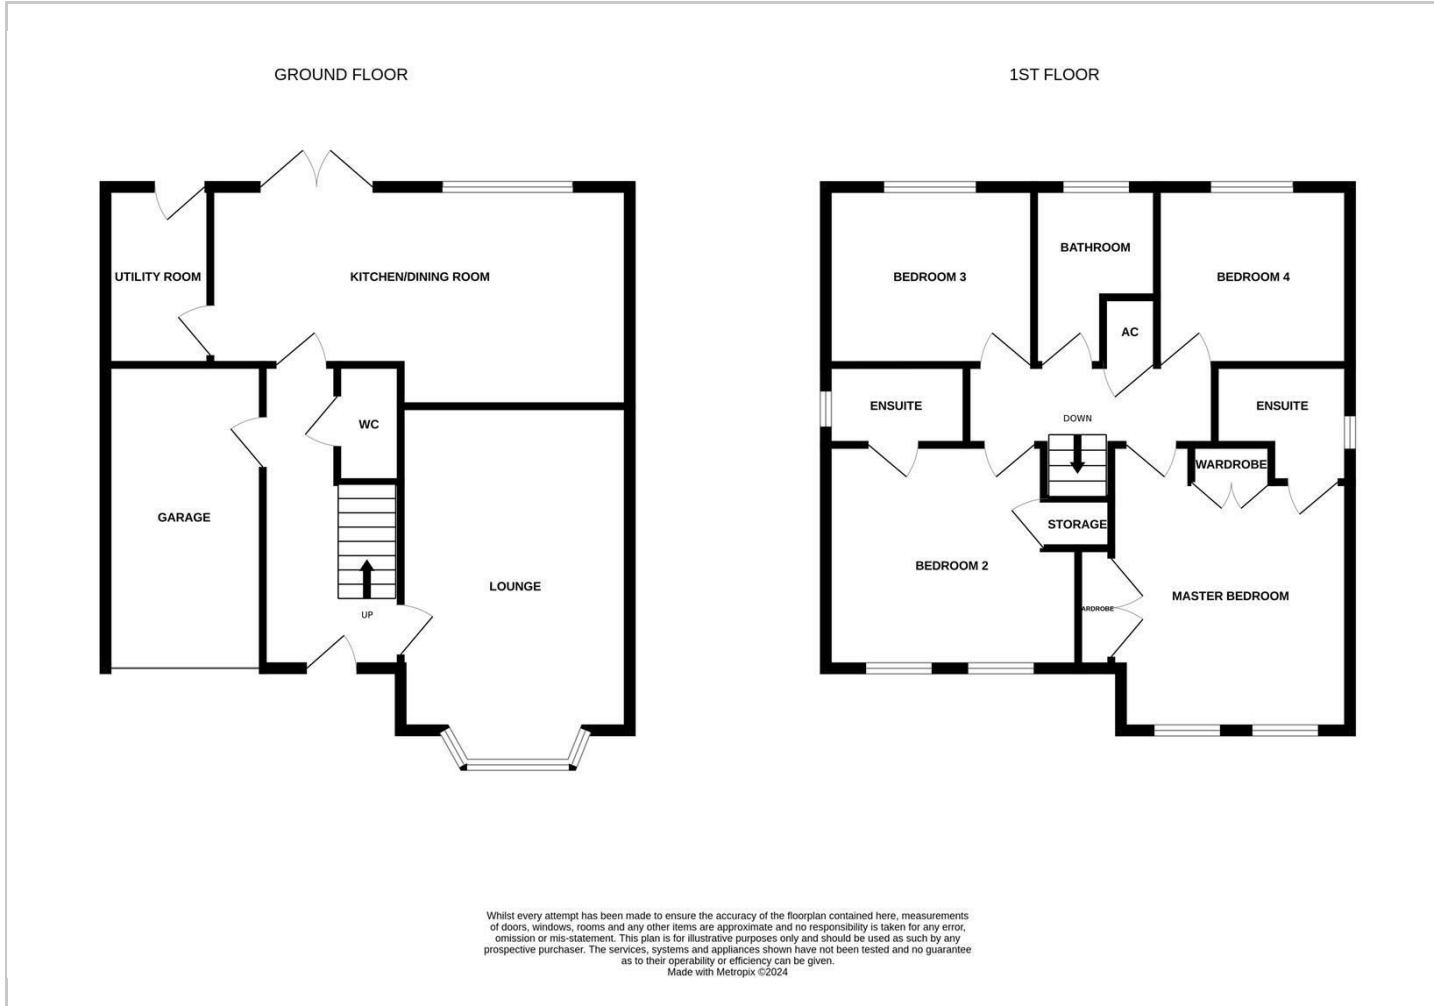 GROUND FLOOR
UTILITY ROOM
KITCHEN/DINING ROOM
WC
GARAGE
LOUNGE
UP
1ST FLOOR
BATHROOM
BEDROOM 3
BEDROOM 4
AC
ENSUITE
ENSUITE
DOWN
WARDROBE
STORAGE
BEDROOM 2
MASTER BEDROOM
ARDROBE
Whilst every attempt has been made to ensure the accuracy of the floorplan contained here, measurements
of doors, windows, rooms and any other items are approximate and no responsibility is taken for any error,
omission or mis-statement. This plan is for illustrative purposes only and should be used as such by any
prospective purchaser. The services, systems and appliances shown have not been tested and no guarantee
as to their operability or efficiency can be given.
Made with Metropix ©2024